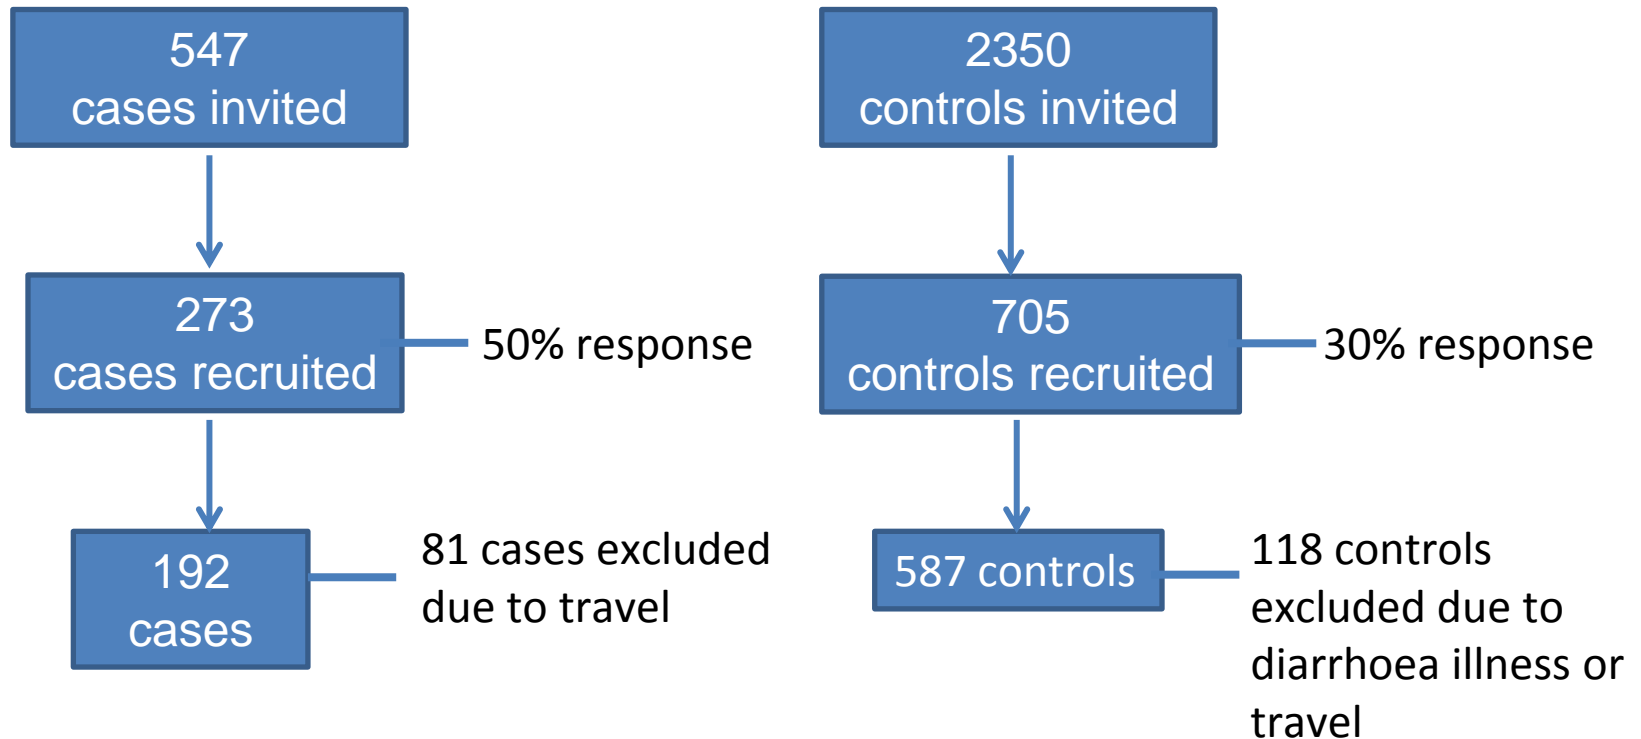 547
cases invited
273
cases recruited
50% response
192
cases
81 cases excluded
due to travel
2350
controls invited
705
controls recruited
30% response
587 controls
118 controls
excluded due to
diarrhoea illness or
travel